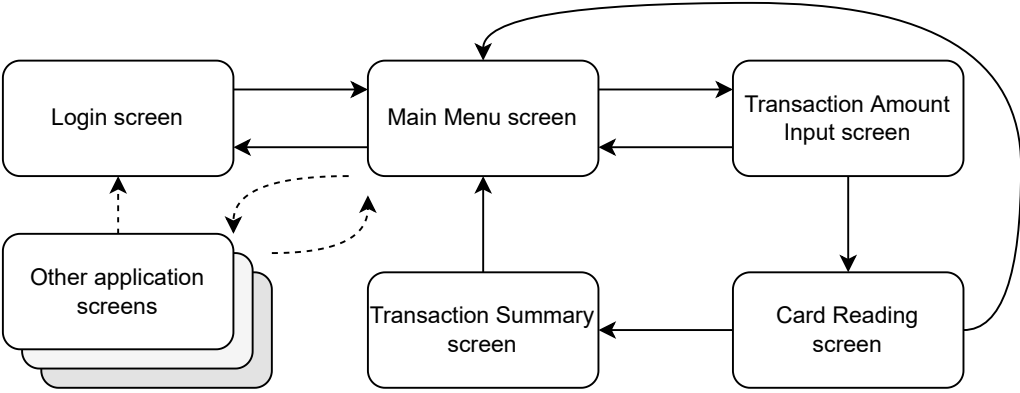 Login screen
Main Menu screen
Transaction Amount
Input screen
Other application
screens
Transaction Summary
screen
Card Reading
screen